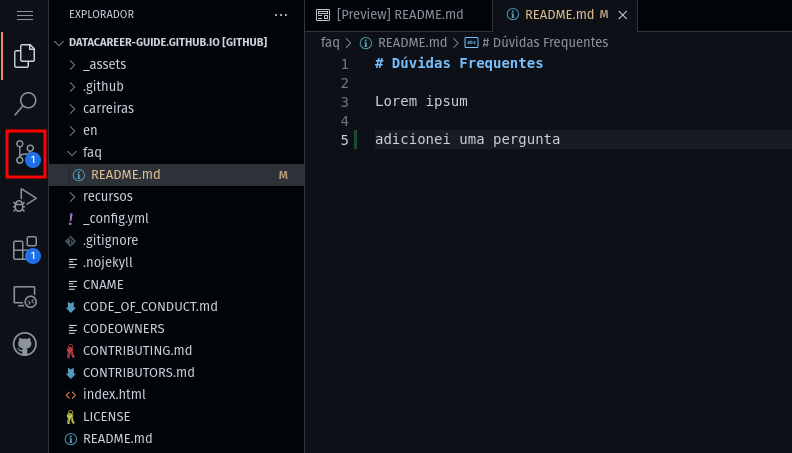 EXPLORADOR
DATACAREER-GUIDE.GITHUB.IO [GITHUB]
_assets
.github
carreiras
en
faq
README.md M
recursos
_config.yml
.gitignore
.nojekyll
CNAME
CODE_OF_CONDUCT.md
CODEOWNERS
CONTRIBUTING.md
CONTRIBUTORS.md
index.html
LICENSE
README.md
1
1
[Preview] README.md
README.md M
faq > README.md > # Dúvidas Frequentes
1 # Dúvidas Frequentes
2
3 Lorem ipsum
4
5 adicionei uma pergunta